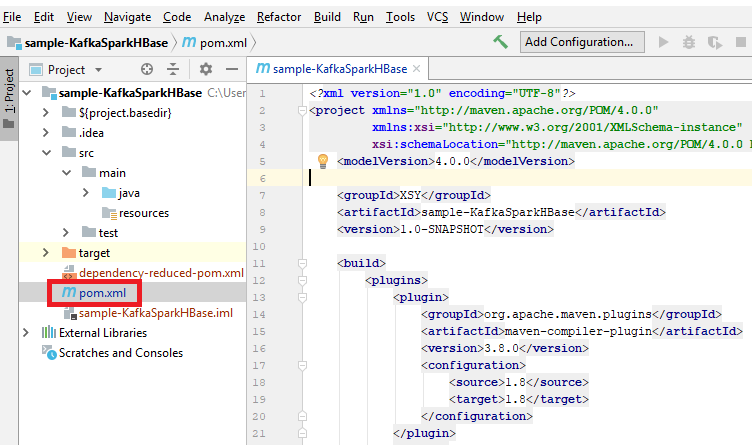 File Edit View Navigate Code Analyze Refactor Build Run Tools VCS Window Help
sample-KafkaSparkHBase pom.xml Add Configuration...
1: Project
Project
sample-KafkaSparkHBase C:\User
${project.basedir}
.idea
src
main
java
resources
test
target
dependency-reduced-pom.xml
pom.xml
sample-KafkaSparkHBase.iml
External Libraries
Scratches and Consoles
sample-KafkaSparkHBase
1 <?xml version="1.0" encoding="UTF-8"?>
2 <project xmlns="http://maven.apache.org/POM/4.0.0"
3 xmlns:xsi="http://www.w3.org/2001/XMLSchema-instance"
4 xsi:schemaLocation="http://maven.apache.org/POM/4.0.0
5 <modelVersion>4.0.0</modelVersion>
6
7 <groupId>XSY</groupId>
8 <artifactId>sample-KafkaSparkHBase</artifactId>
9 <version>1.0-SNAPSHOT</version>
10
11 <build>
12 <plugins>
13 <plugin>
14 <groupId>org.apache.maven.plugins</groupId>
15 <artifactId>maven-compiler-plugin</artifactId>
16 <version>3.8.0</version>
17 <configuration>
18 <source>1.8</source>
19 <target>1.8</target>
20 </configuration>
21 </plugin>